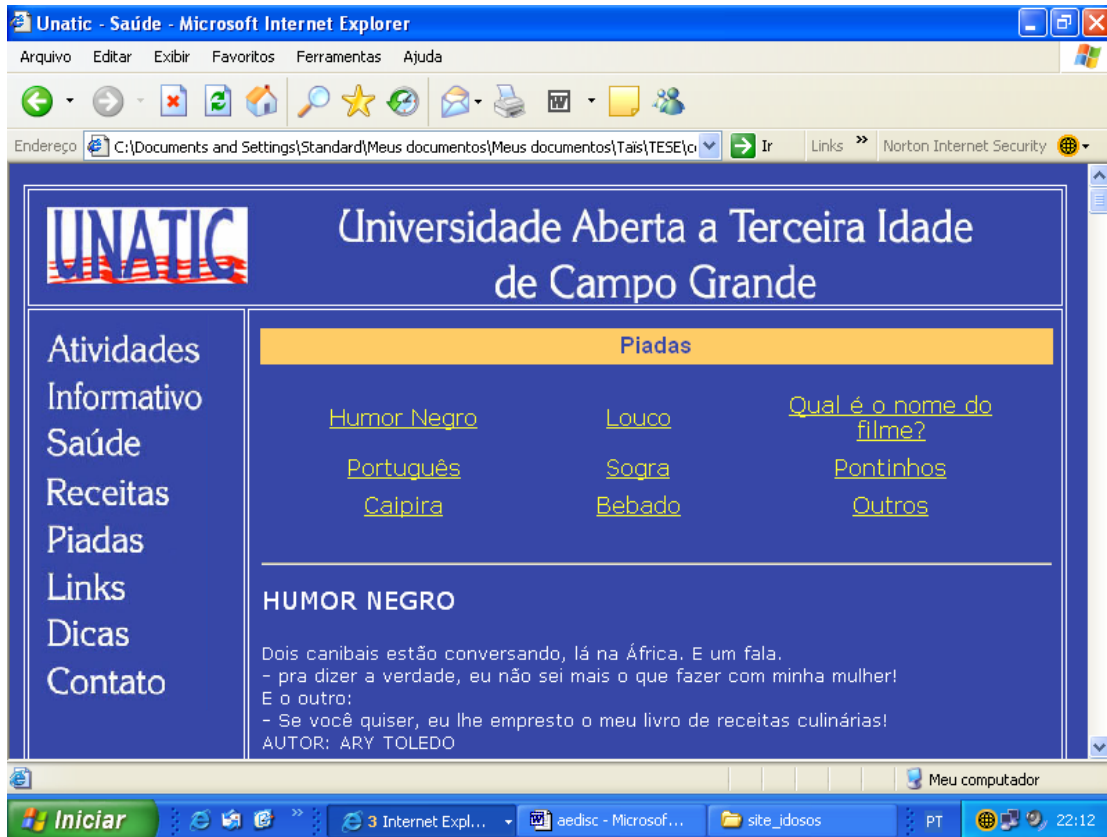 Unatic - Saúde - Microsoft Internet Explorer
Arquivo Editar Exibir Favoritos Ferramentas Ajuda
Endereço C:\Documents and Settings\Standard\Meus documentos\Meus documentos\Taïs\TESE\ Ir Links » Norton Internet Security
UNATIC
Universidade Aberta a Terceira Idade
de Campo Grande
Atividades
Informativo
Saúde
Receitas
Piadas
Links
Dicas
Contato
Piadas
Humor Negro Louco Qual é o nome do
filme?
Português Sogra Pontinhos
Caipira Bebado Outros
HUMOR NEGRO
Dois canibais estão conversando, lá na África. E um fala.
- pra dizer a verdade, eu não sei mais o que fazer com minha mulher!
E o outro:
- Se você quiser, eu lhe empresto o meu livro de receitas culinárias!
AUTOR: ARY TOLEDO
Meu computador
Iniciar » 3 Internet Expl... aedisc - Microsof... site_idosos PT 22:12